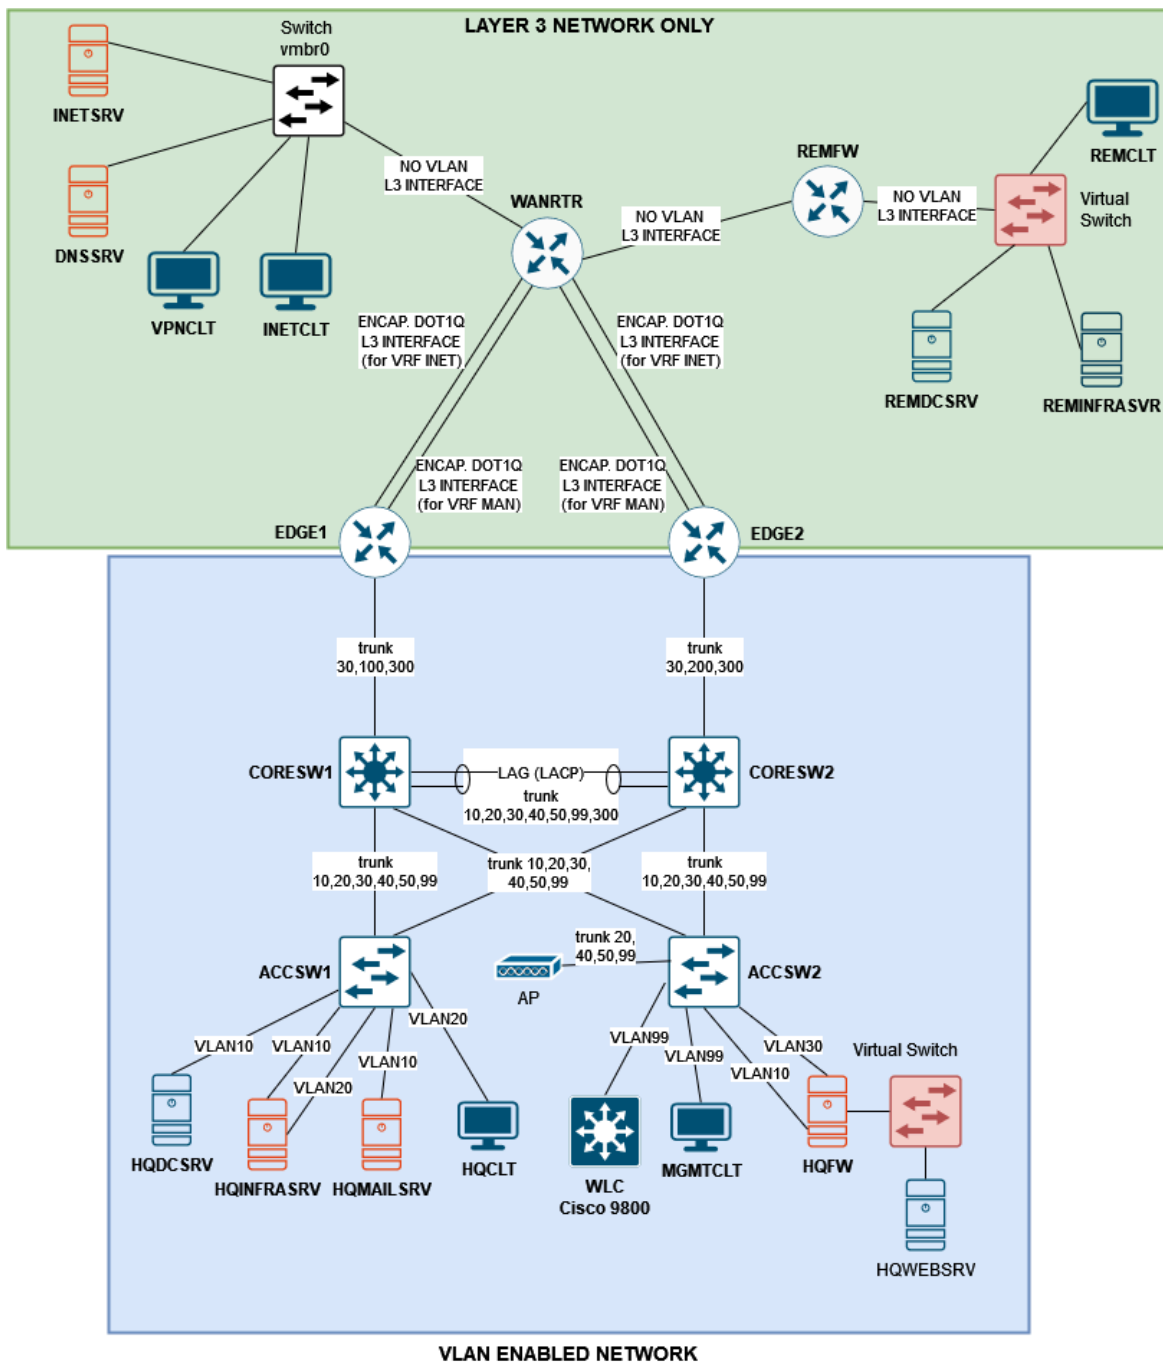 LAYER 3 NETWORK ONLY
Switch
vmbr0
INETSRV
REMCLT
REMFW
NO VLAN
L3 INTERFACE
WANRTR
NO VLAN
L3 INTERFACE
NO VLAN
L3 INTERFACE
Virtual
Switch
DNSSRV
VPNCLT
INETCLT
ENCAP. DOT1Q
L3 INTERFACE
(for VRF INET)
ENCAP. DOT1Q
L3 INTERFACE
(for VRF INET)
REMDCSRV
REMINFRASVR
ENCAP. DOT1Q
L3 INTERFACE
(for VRF MAN)
ENCAP. DOT1Q
L3 INTERFACE
(for VRF MAN)
EDGE1
EDGE2
trunk
30,100,300
trunk
30,200,300
CORESW1
LAG (LACP)
trunk
10,20,30,40,50,99,300
CORESW2
trunk
10,20,30,40,50,99
trunk 10,20,30,
40,50,99
trunk
10,20,30,40,50,99
ACCSW1
trunk 20,
40,50,99
AP
ACCSW2
VLAN10
VLAN10
VLAN20
VLAN10
VLAN20
VLAN99
VLAN99
VLAN30
VLAN10
Virtual Switch
HQDCSRV
HQINFRASRV
HQMAILSRV
HQCLT
WLC
Cisco 9800
MGMTCLT
HQFW
HQWEBSRV
VLAN ENABLED NETWORK